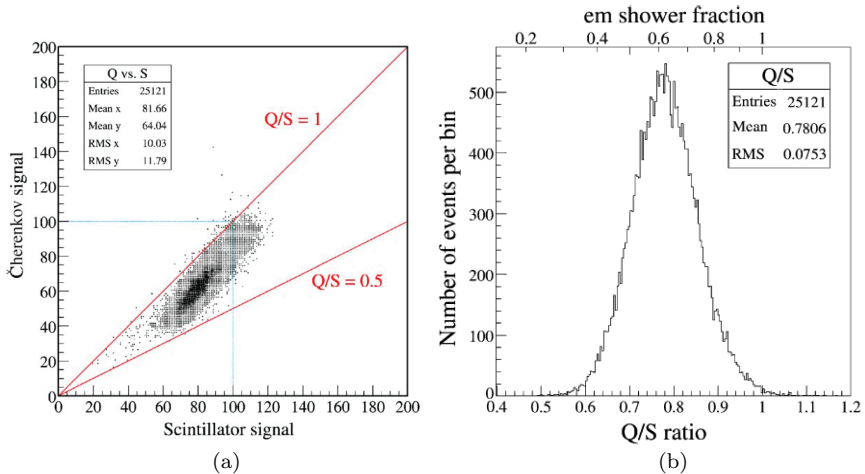 200
180
160
140
120
100
80
60
40
20
0
Čherenkov signal
Q vs. S
Entries 25121
Mean x 81.66
Mean y 64.04
RMS x 10.03
RMS y 11.79
Q/S = 1
Q/S = 0.5
0 20 40 60 80 100 120 140 160 180 200
Scintillator signal
(a)
em shower fraction
0.2 0.4 0.6 0.8 1
500
400
300
200
100
0
Number of events per bin
Q/S
Entries 25121
Mean 0.7806
RMS 0.0753
0.4 0.5 0.6 0.7 0.8 0.9 1 1.1 1.2
Q/S ratio
(b)